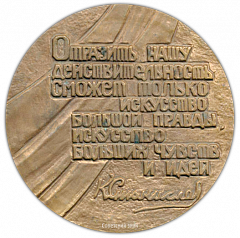 Отразить нашу
действительность
сможет только
искусство
большой правды,
искусство
больших чувств
и идей